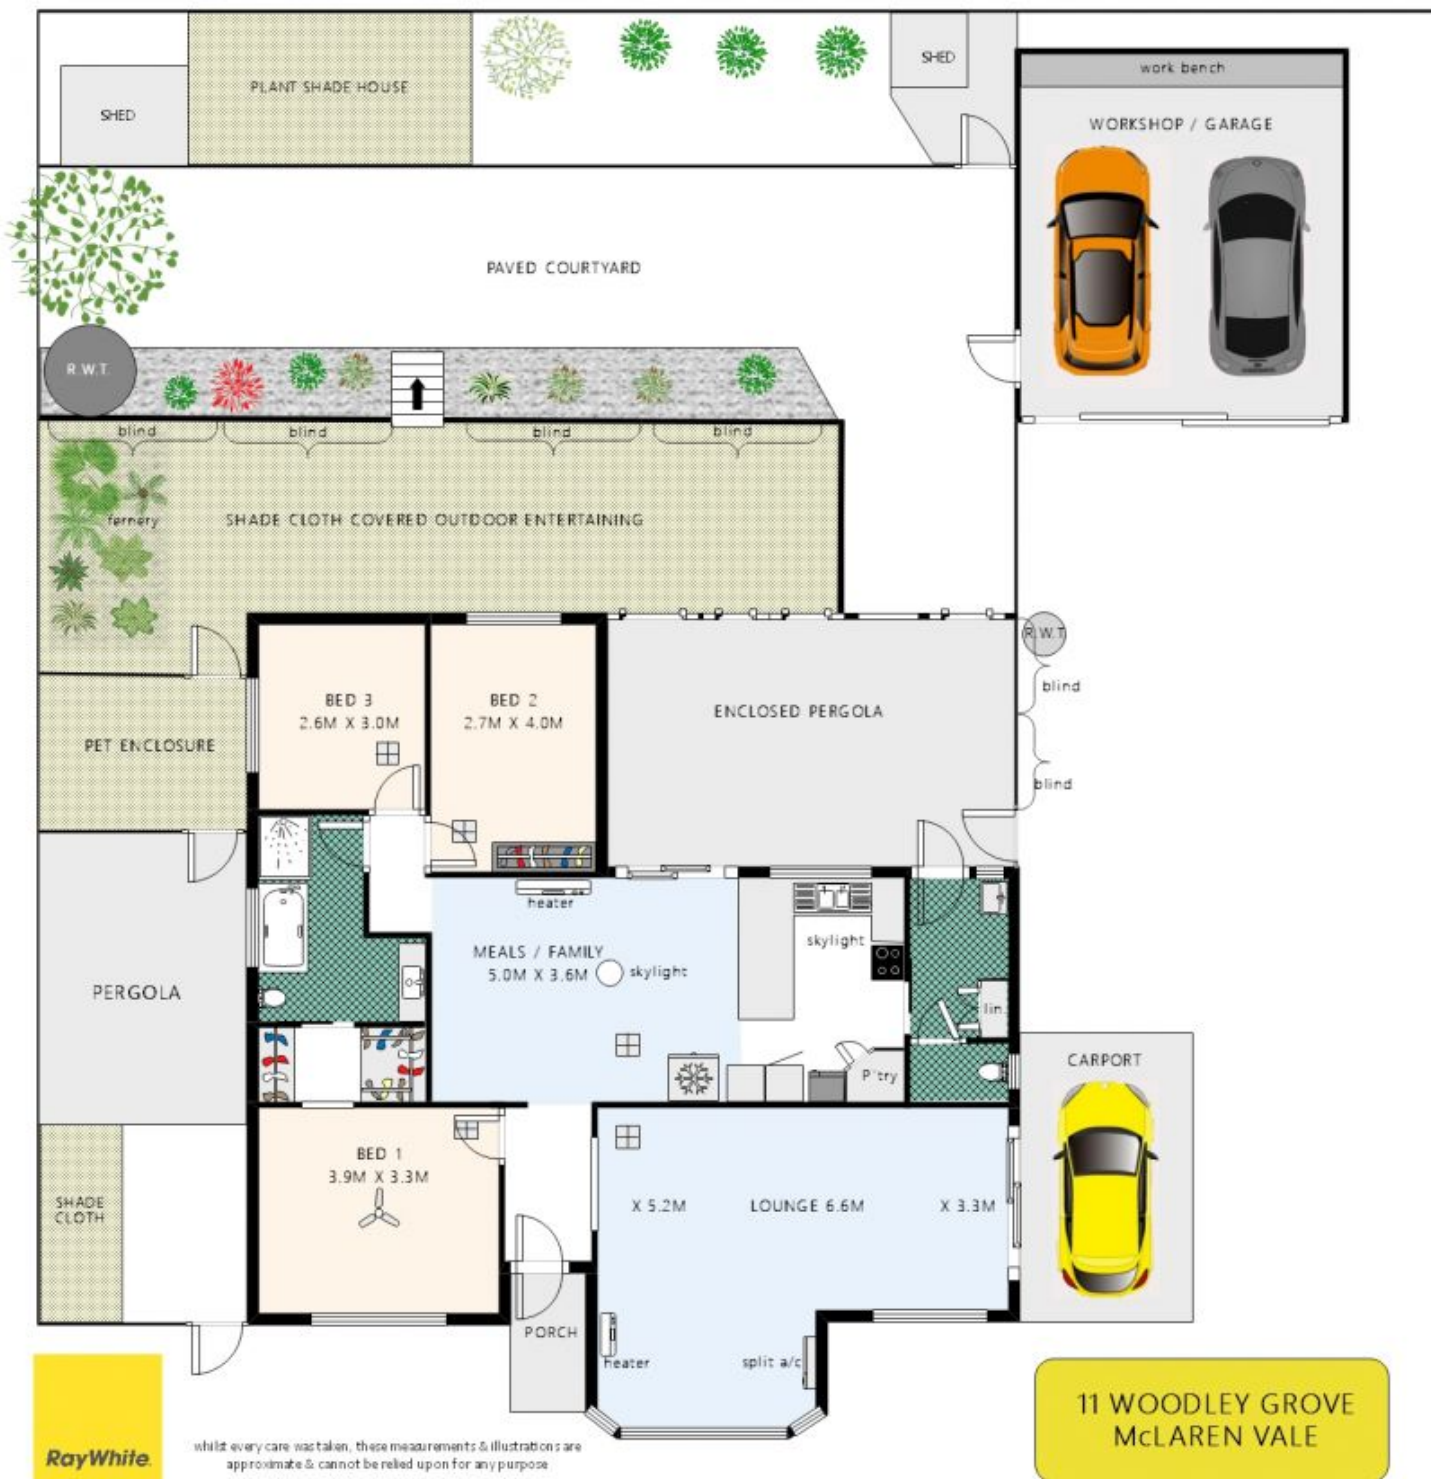 SHED
PLANT SHADE HOUSE
SHED
work bench
WORKSHOP / GARAGE
PAVED COURTYARD
R.W.T.
blind
blind
blind
blind
fernery
SHADE CLOTH COVERED OUTDOOR ENTERTAINING
R.W.T
blind
blind
BED 3
2.6M X 3.0M
BED 2
2.7M X 4.0M
ENCLOSED PERGOLA
PET ENCLOSURE
heater
MEALS / FAMILY
5.0M X 3.6M
skylight
skylight
PERGOLA
lin.
P'try
CARPORT
BED 1
3.9M X 3.3M
SHADE
CLOTH
X 5.2M
LOUNGE 6.6M
X 3.3M
PORCH
heater
split a/c
RayWhite.
whilst every care was taken, these measurements & illustrations are
approximate & cannot be relied upon for any purpose
11 WOODLEY GROVE
McLAREN VALE